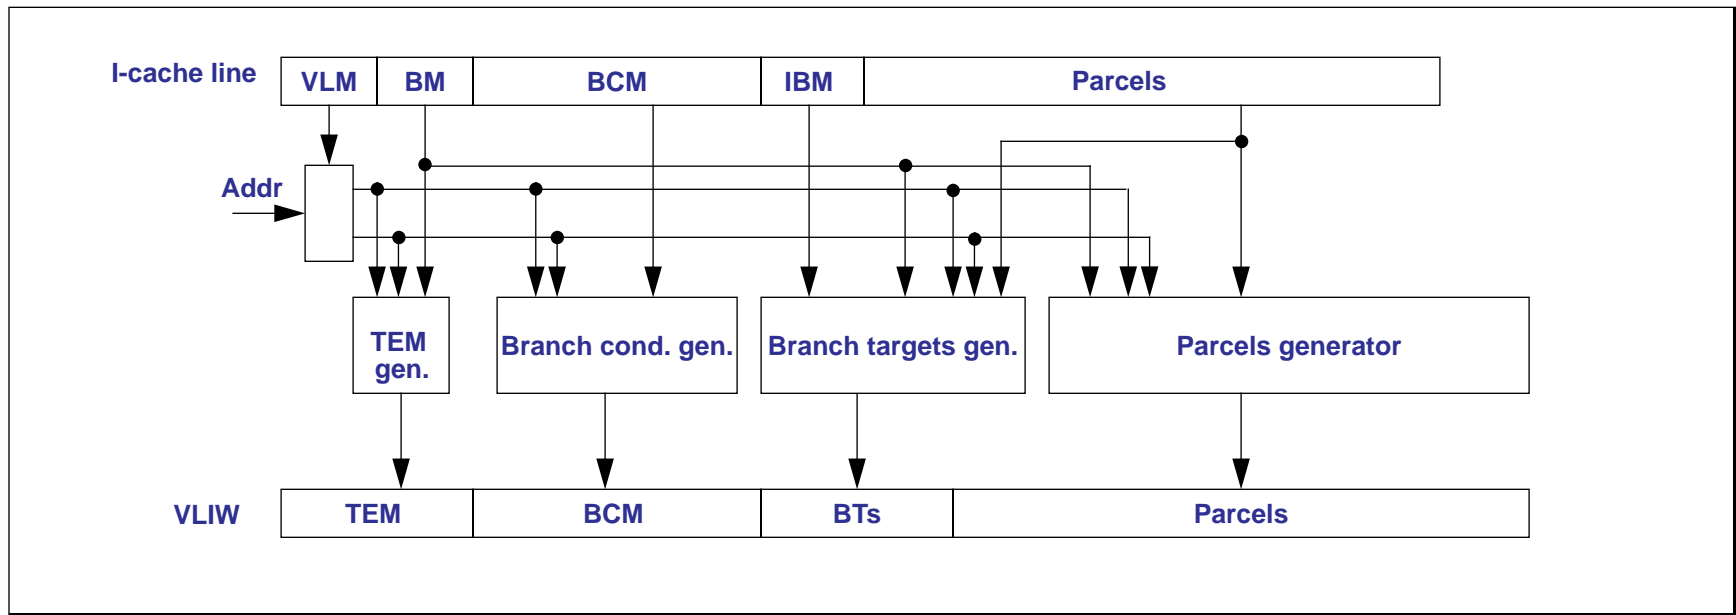 I-cache line
VLM
BM
BCM
IBM
Parcels
Addr
TEM
gen.
Branch cond. gen.
Branch targets gen.
Parcels generator
VLIW
TEM
BCM
BTs
Parcels